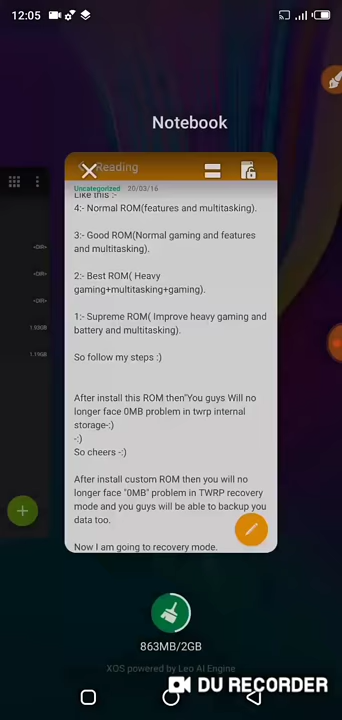 12:05
Notebook
Reading
Uncategorized 20/03/16
Like this :-
4:- Normal ROM(features and multitasking).
3:- Good ROM(Normal gaming and features
and multitasking).
2:- Best ROM( Heavy
gaming+multitasking+gaming).
1:- Supreme ROM( Improve heavy gaming and
battery and multitasking).
So follow my steps :)
After install this ROM then"You guys Will no
longer face 0MB problem in twrp internal
storage-:)
-:)
So cheers -:)
After install custom ROM then you will no
longer face "0MB" problem in TWRP recovery
mode and you guys will be able to backup you
data too.
Now I am going to recovery mode.
<DIR>
<DIR>
<DIR>
1.19GB
863MB/2GB
XOS powered by Leo AI Engine
DU RECORDER